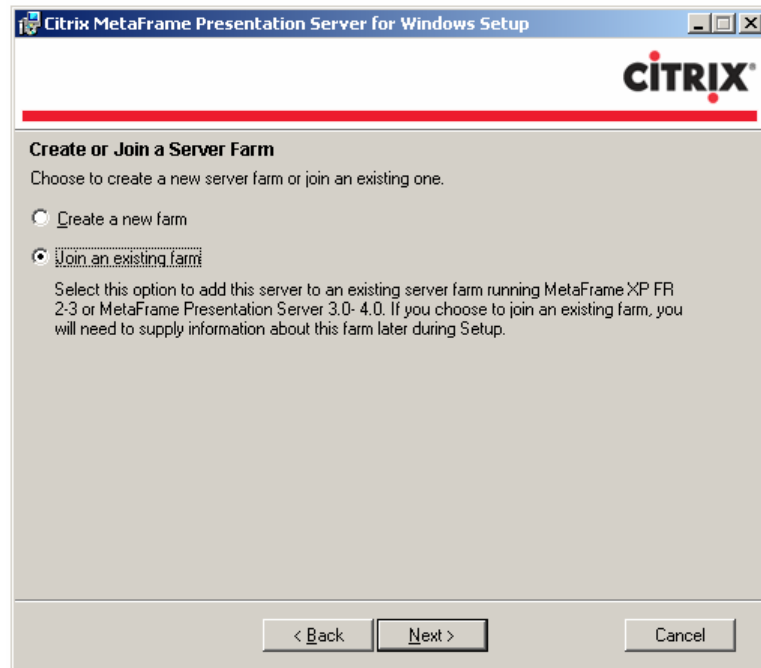 Citrix MetaFrame Presentation Server for Windows Setup
CİTRIX
Create or Join a Server Farm
Choose to create a new server farm or join an existing one.
Create a new farm
Join an existing farm
Select this option to add this server to an existing server farm running MetaFrame XP FR
2-3 or MetaFrame Presentation Server 3.0- 4.0. If you choose to join an existing farm, you
will need to supply information about this farm later during Setup.
< Back
Next >
Cancel